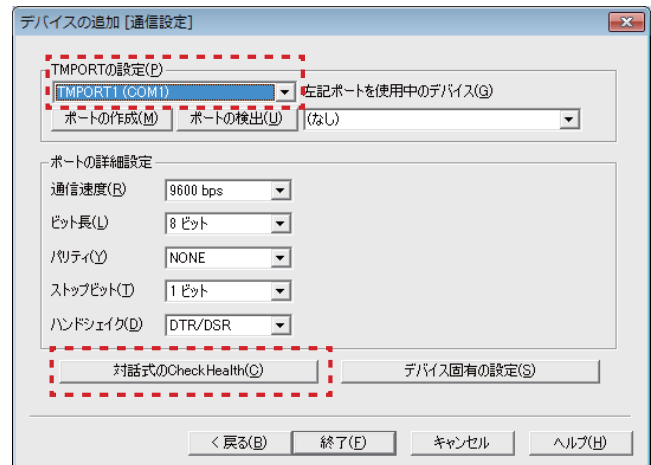 デバイスの追加 [通信設定]
TMPORTの設定(P)
TMPORT1 (COM1)
左記ポートを使用中のデバイス(G)
ポートの作成(M) ポートの検出(U) (なし)
ポートの詳細設定
通信速度(R) 9600 bps
ビット長(L) 8 ビット
パリティ(Y) NONE
ストップビット(T) 1 ビット
ハンドシェイク(D) DTR/DSR
対話式のCheckHealth(C) デバイス固有の設定(S)
< 戻る(B) 終了(F) キャンセル ヘルプ(H)